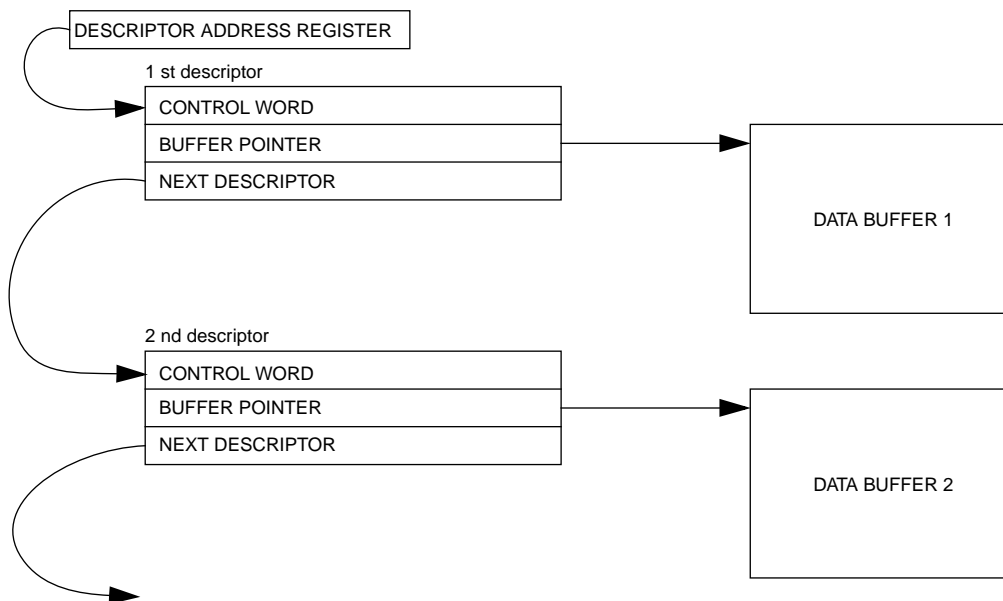 DESCRIPTOR ADDRESS REGISTER
1 st descriptor
CONTROL WORD
BUFFER POINTER
NEXT DESCRIPTOR
DATA BUFFER 1
2 nd descriptor
CONTROL WORD
BUFFER POINTER
NEXT DESCRIPTOR
DATA BUFFER 2